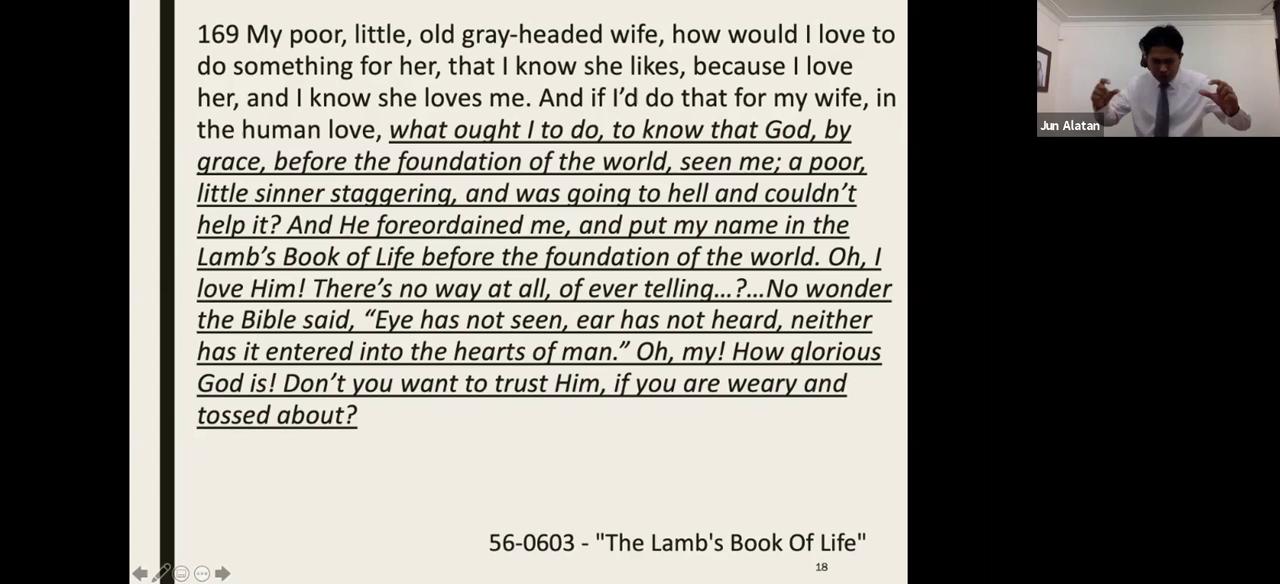 169 My poor, little, old gray-headed wife, how would I love to
do something for her, that I know she likes, because I love
her, and I know she loves me. And if I’d do that for my wife, in
the human love, what ought I to do, to know that God, by
grace, before the foundation of the world, seen me; a poor,
little sinner staggering, and was going to hell and couldn’t
help it? And He foreordained me, and put my name in the
Lamb’s Book of Life before the foundation of the world. Oh, I
love Him! There’s no way at all, of ever telling...?...No wonder
the Bible said, “Eye has not seen, ear has not heard, neither
has it entered into the hearts of man.” Oh, my! How glorious
God is! Don’t you want to trust Him, if you are weary and
tossed about?
56-0603 - "The Lamb's Book Of Life"
18
Jun Alatan